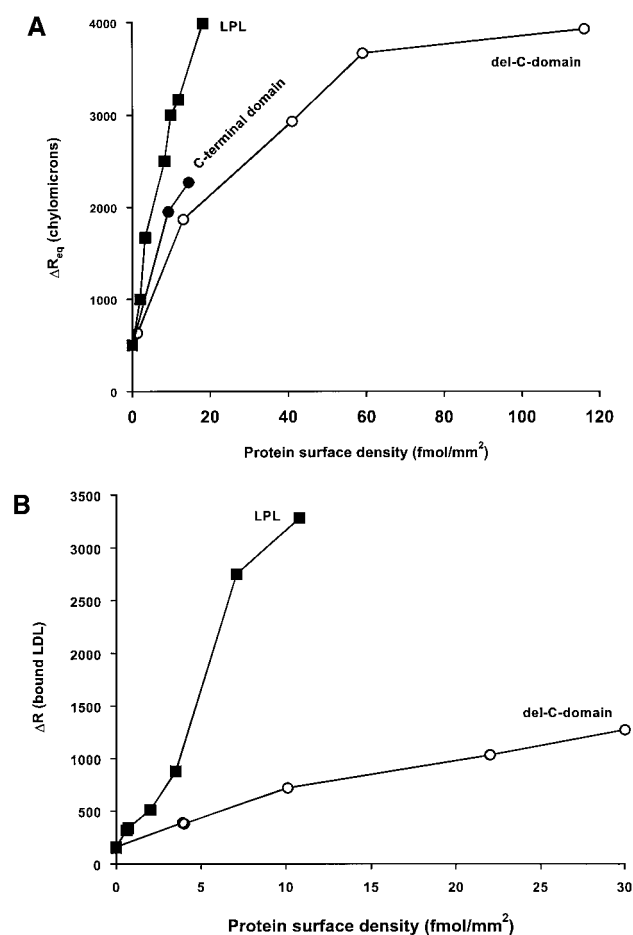 A
4000
3000
2000
1000
0
ΔReq (chylomicrons)
LPL
C-terminal domain
del-C-domain
0 20 40 60 80 100 120
Protein surface density (fmol/mm²)
B
3500
3000
2500
2000
1500
1000
500
0
ΔR (bound LDL)
LPL
del-C-domain
0 5 10 15 20 25 30
Protein surface density (fmol/mm²)